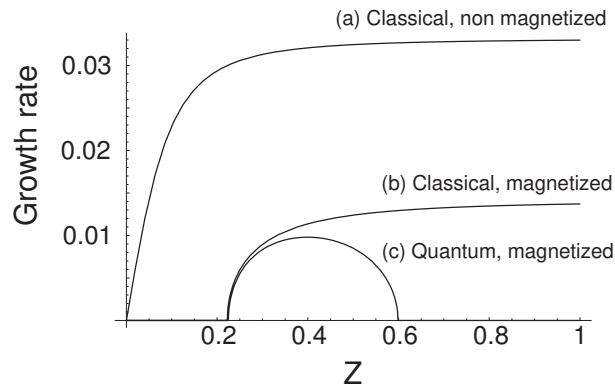 (a) Classical, non magnetized
0.03
0.02
0.01
Growth rate
(b) Classical, magnetized
(c) Quantum, magnetized
0.2
0.4
0.6
0.8
1
Z